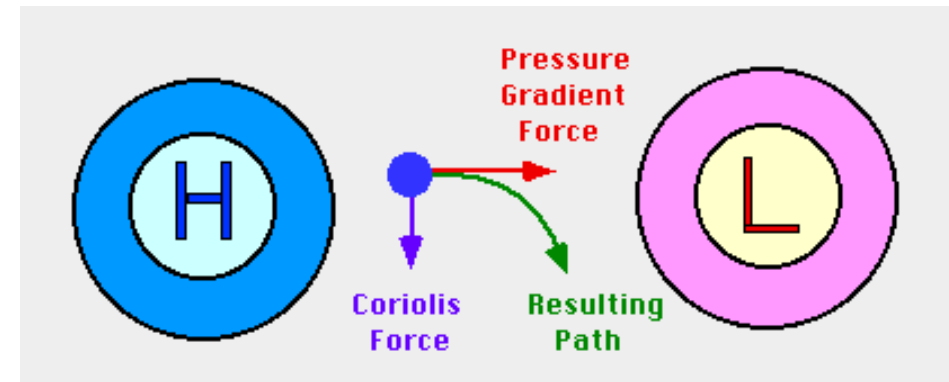 H
Pressure
Gradient
Force
L
Coriolis
Force
Resulting
Path